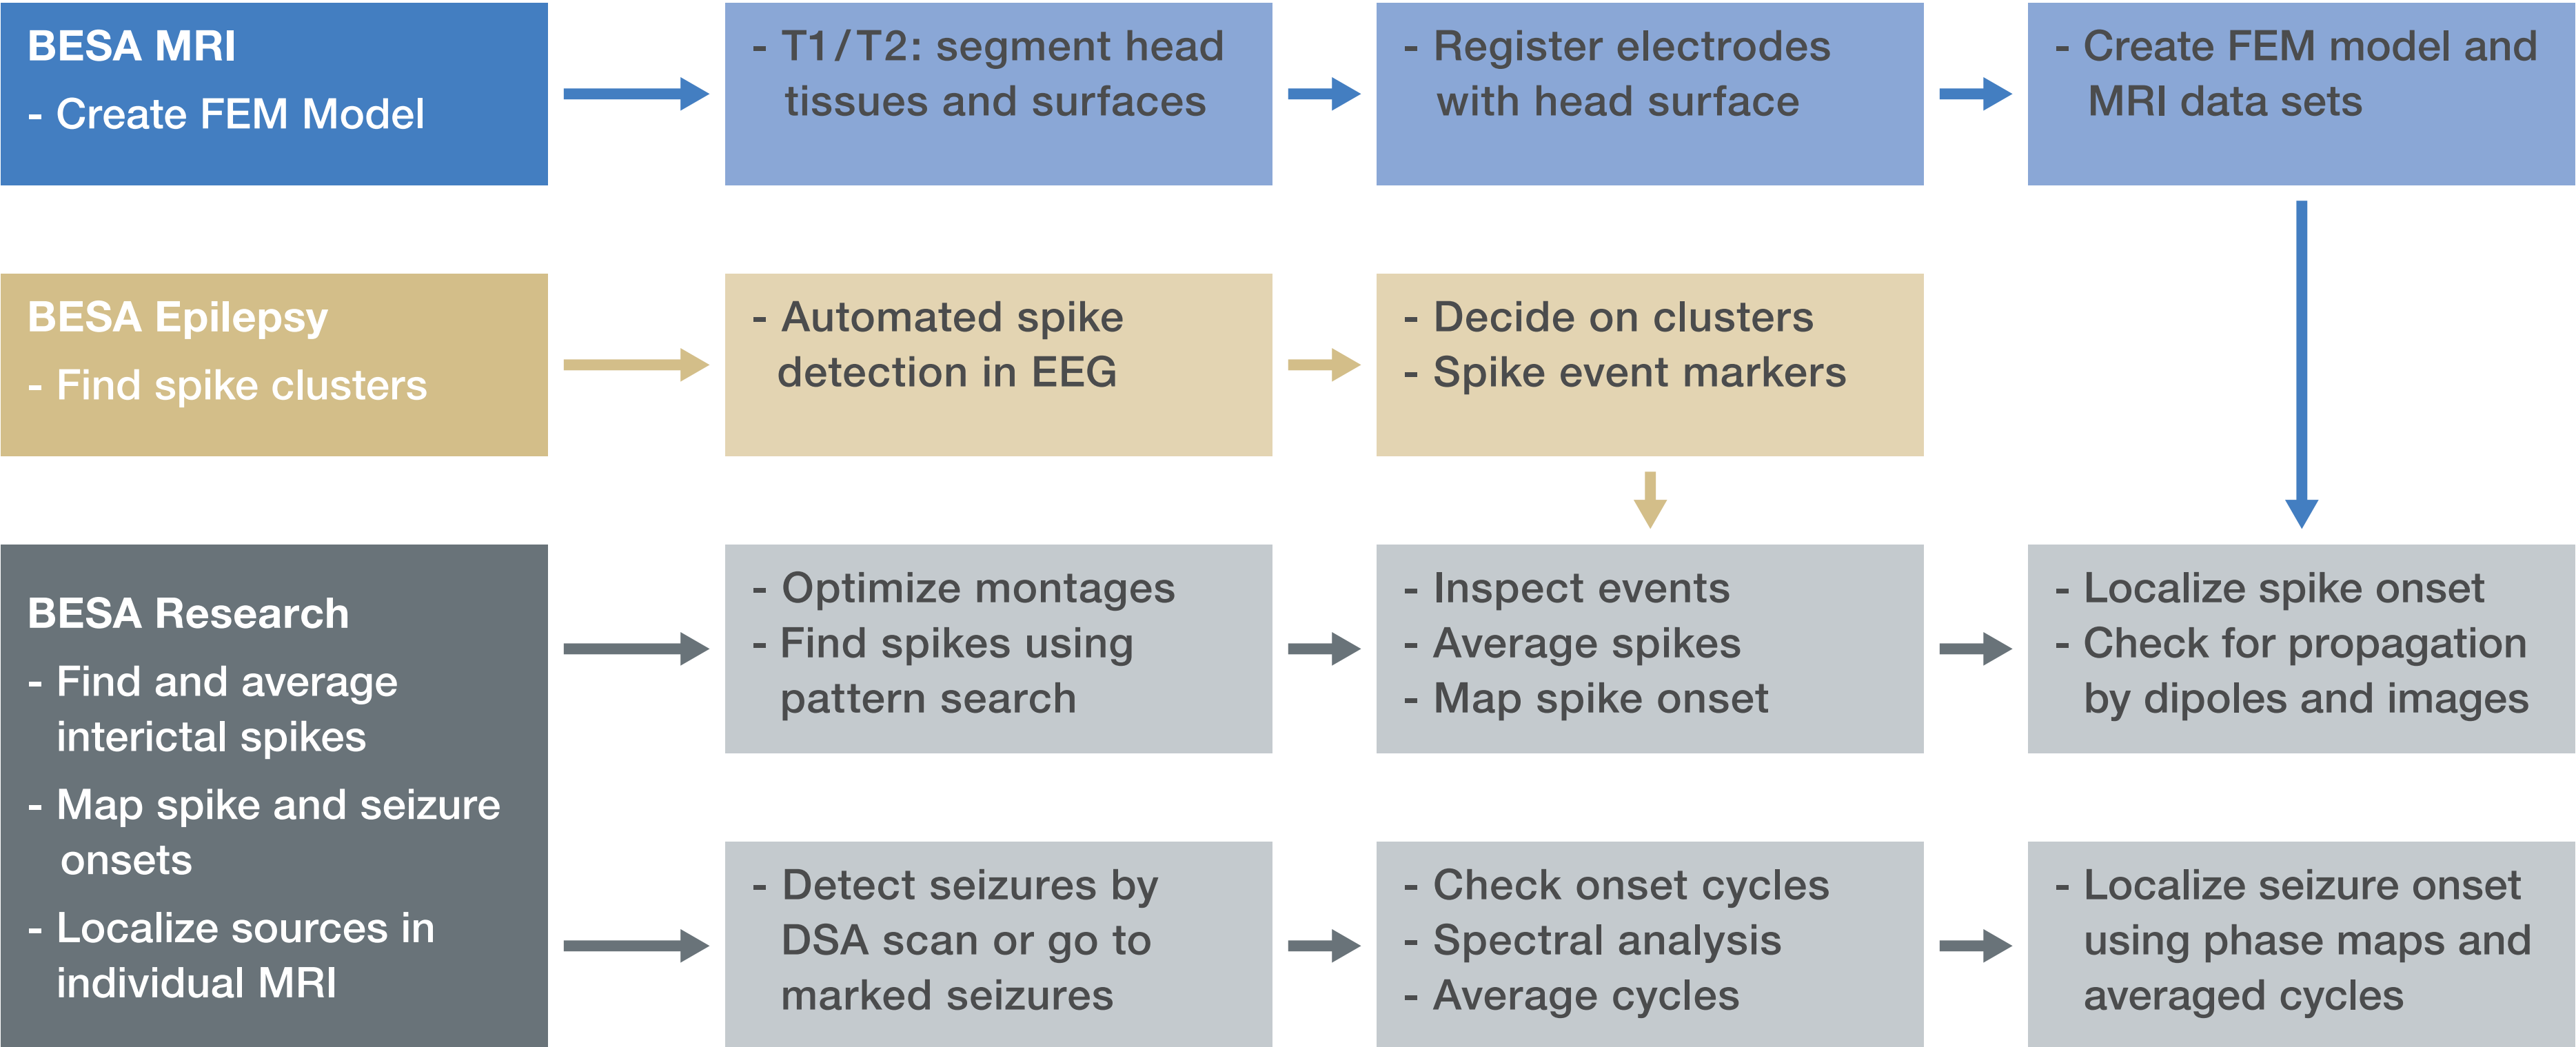 BESA MRI
- Create FEM Model
- T1/T2: segment head
tissues and surfaces
- Register electrodes
with head surface
- Create FEM model and
MRI data sets
BESA Epilepsy
- Find spike clusters
- Automated spike
detection in EEG
- Decide on clusters
- Spike event markers
BESA Research
- Find and average
interictal spikes
- Map spike and seizure
onsets
- Localize sources in
individual MRI
- Optimize montages
- Find spikes using
pattern search
- Inspect events
- Average spikes
- Map spike onset
- Localize spike onset
- Check for propagation
by dipoles and images
- Detect seizures by
DSA scan or go to
marked seizures
- Check onset cycles
- Spectral analysis
- Average cycles
- Localize seizure onset
using phase maps and
averaged cycles